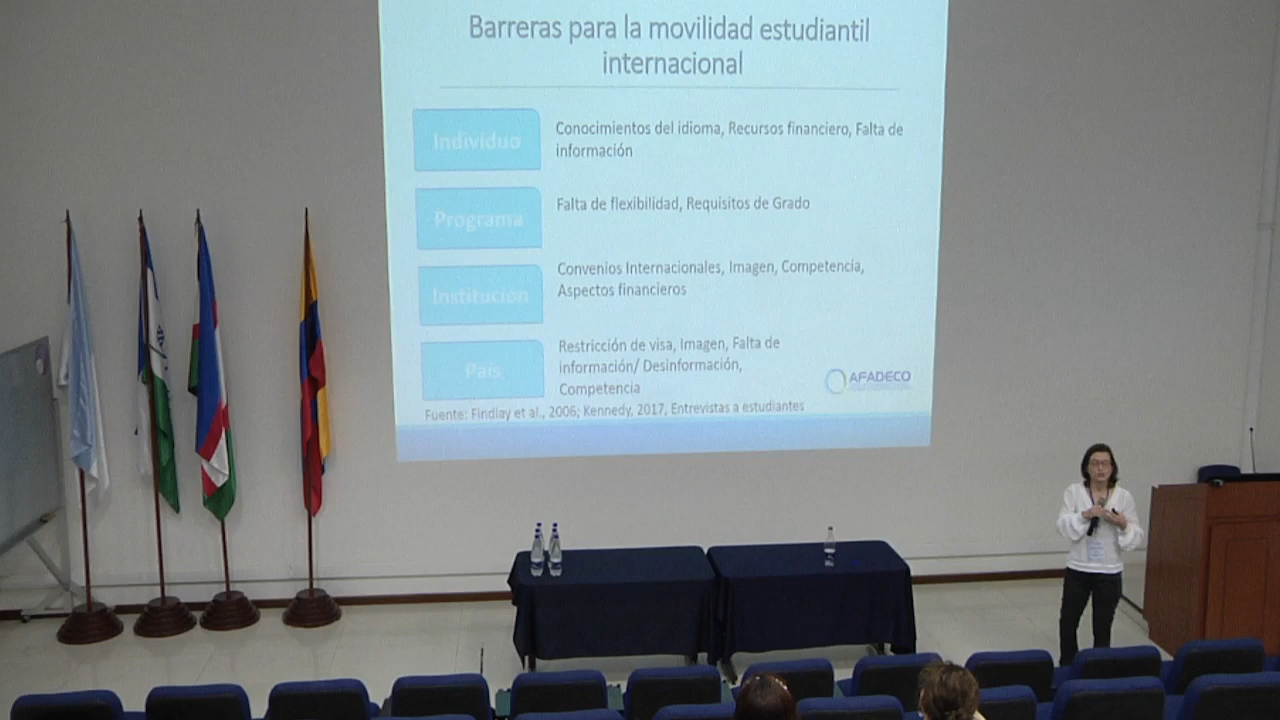 Barreras para la movilidad estudiantil
internacional
Individuo
Conocimientos del idioma, Recursos financiero, Falta de
información
Programa
Falta de flexibilidad, Requisitos de Grado
Institución
Convenios Internacionales, Imagen, Competencia,
Aspectos financieros
País
Restricción de visa, Imagen, Falta de
información/ Desinformación,
Competencia
AFADECO
Fuente: Findlay et al., 2006; Kennedy, 2017, Entrevistas a estudiantes